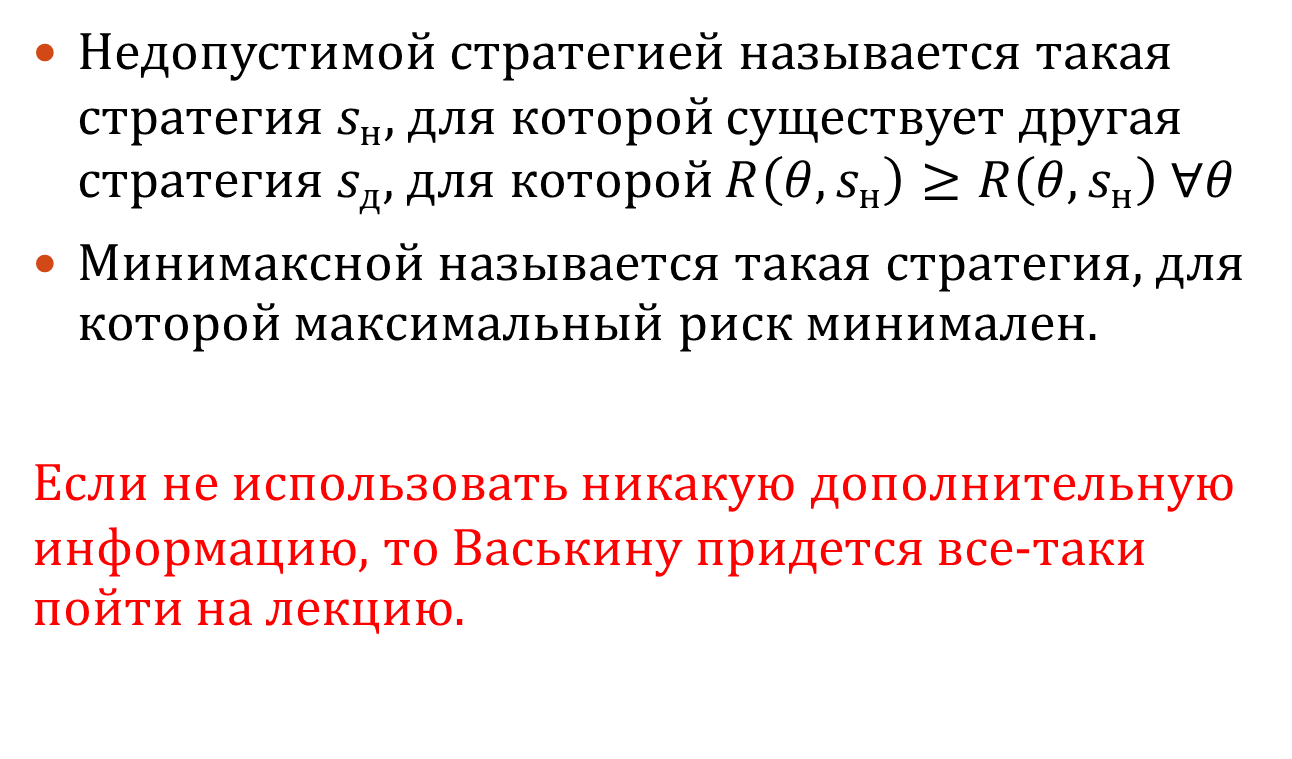 • Недопустимой стратегией называется такая
стратегия sн, для которой существует другая
стратегия sд, для которой R(θ, sн) ≥ R(θ, sн) ∀θ
• Минимаксной называется такая стратегия, для
которой максимальный риск минимален.
Если не использовать никакую дополнительную
информацию, то Васькину придется все-таки
пойти на лекцию.